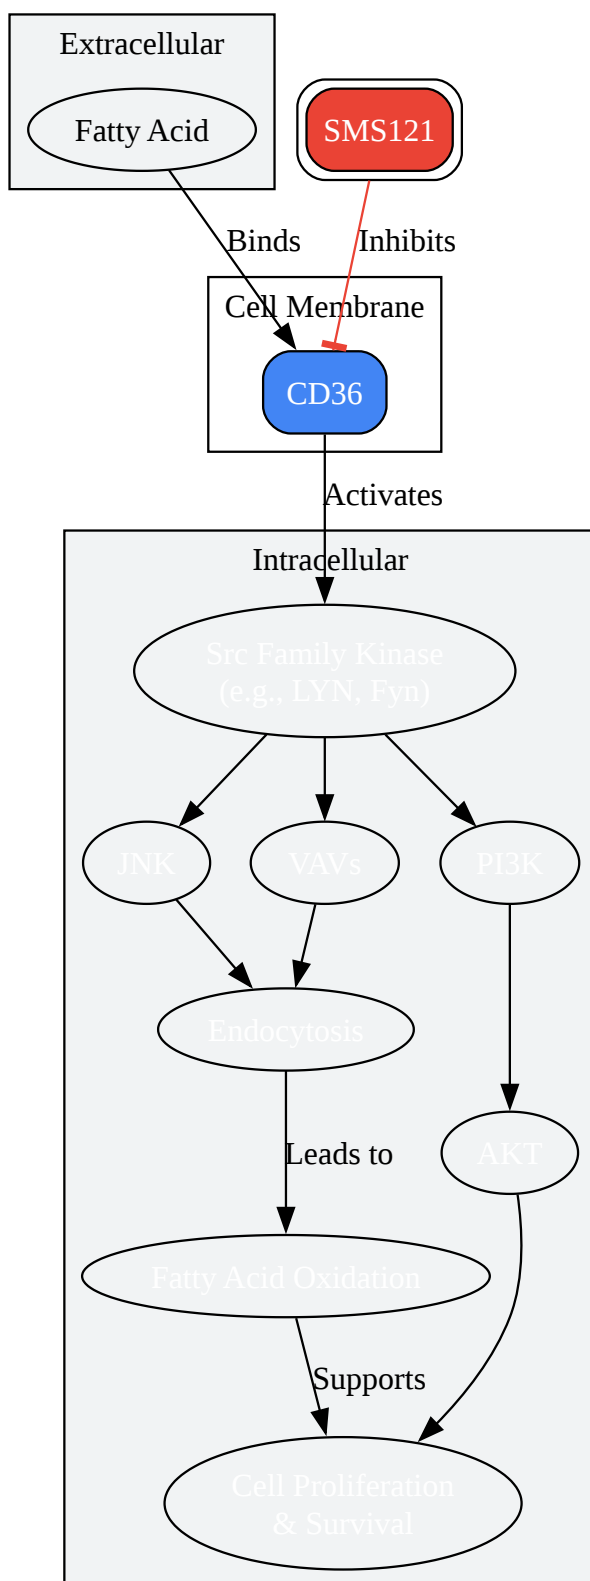 Extracellular
Fatty Acid
SMS121
Binds
Inhibits
Cell Membrane
CD36
Activates
Intracellular
Src Family Kinase
(e.g., LYN, Fyn)
JNK
VAVs
PI3K
Endocytosis
Leads to
AKT
Fatty Acid Oxidation
Supports
Cell Proliferation
& Survival